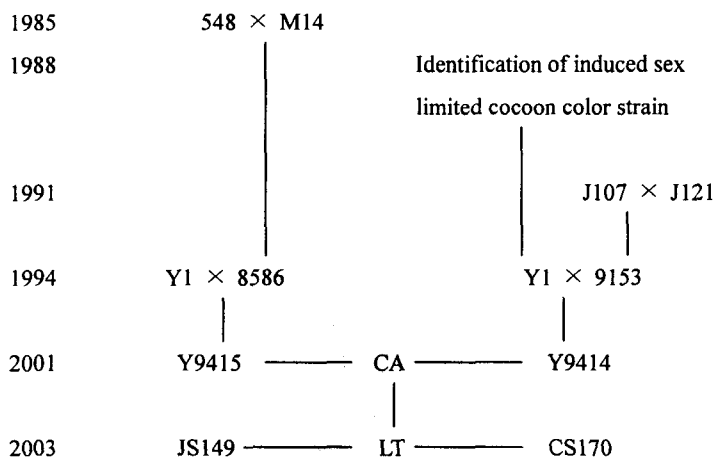 1985 548 × M14
1988 Identification of induced sex
limited cocoon color strain
1991 J107 × J121
1994 Y1 × 8586 Y1 × 9153
2001 Y9415 CA Y9414
2003 JS149 LT CS170